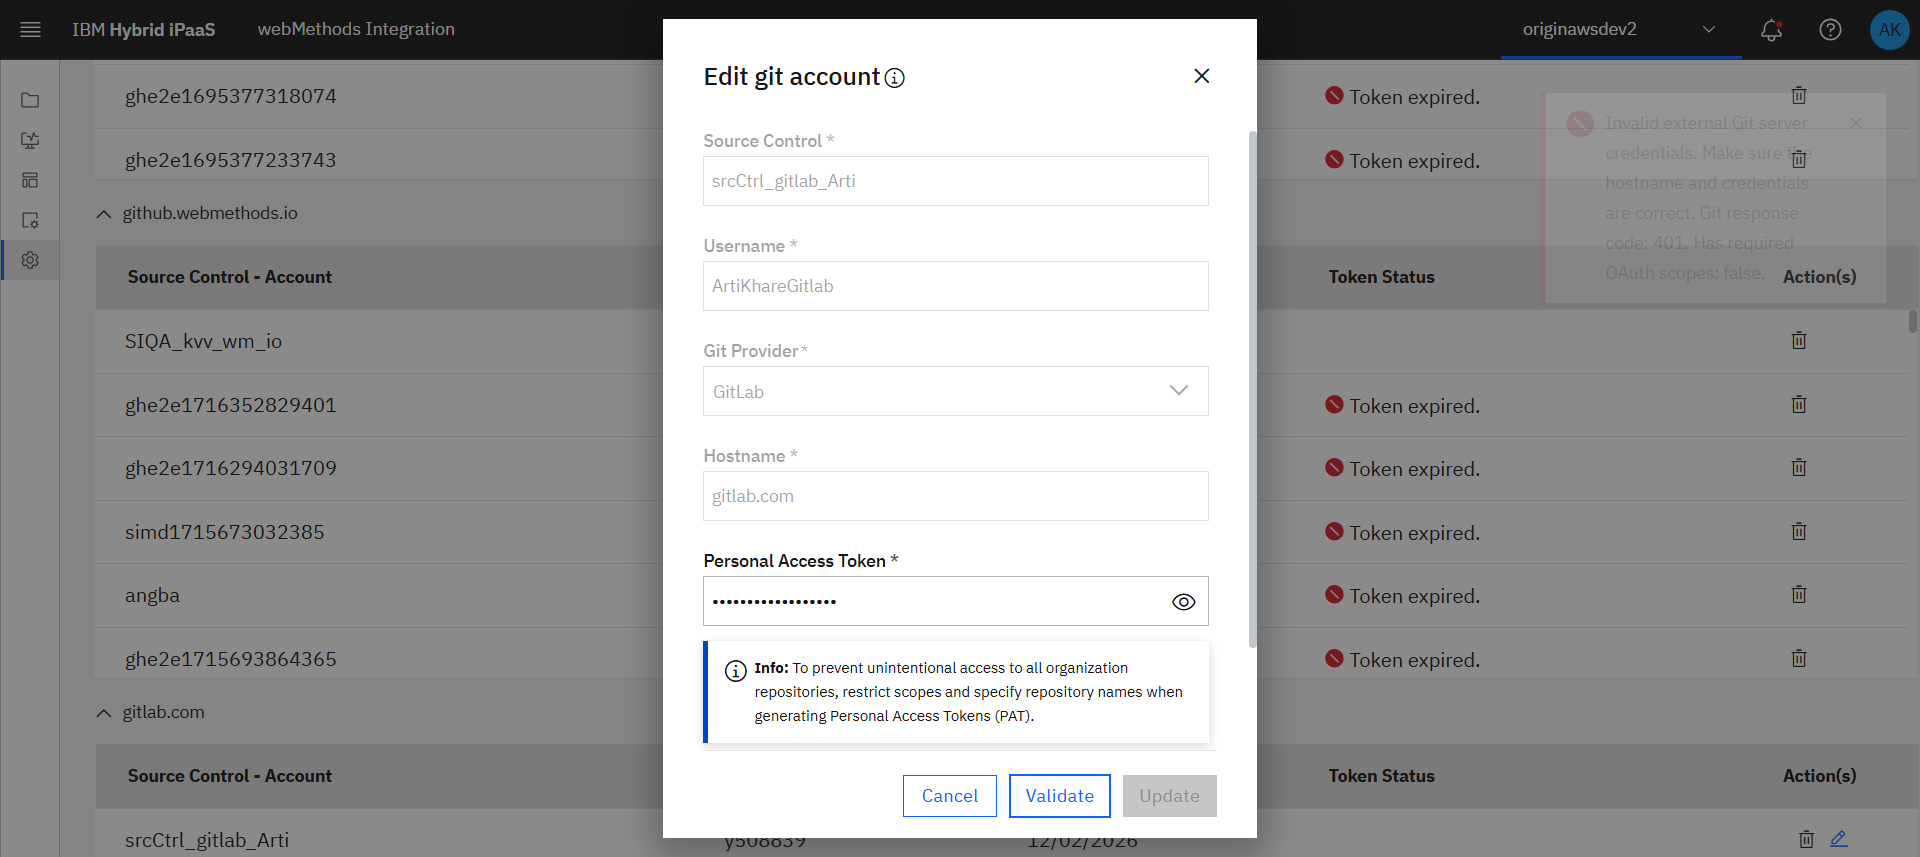 IBM Hybrid iPaaS
webMethods Integration
originawsdev2
AK
ghe2e1695377318074
Token expired.
ghe2e1695377233743
Token expired.
Invalid external Git server
credentials. Make sure the
hostname and credentials
are correct. Git response
code: 401. Has required
OAuth scopes: false.
github.webmethods.io
Source Control - Account
Token Status
Action(s)
SIQA_kvv_wm_io
ghe2e1716352829401
Token expired.
ghe2e1716294031709
Token expired.
simd1715673032385
Token expired.
angba
Token expired.
ghe2e1715693864365
Token expired.
gitlab.com
Source Control - Account
Token Status
Action(s)
srcCtrl_gitlab_Arti
y508839
12/02/2026
Edit git account
Source Control *
srcCtrl_gitlab_Arti
Username *
ArtiKhareGitlab
Git Provider *
GitLab
Hostname *
gitlab.com
Personal Access Token *
••••••••••••••••••
Info: To prevent unintentional access to all organization
repositories, restrict scopes and specify repository names when
generating Personal Access Tokens (PAT).
Cancel
Validate
Update